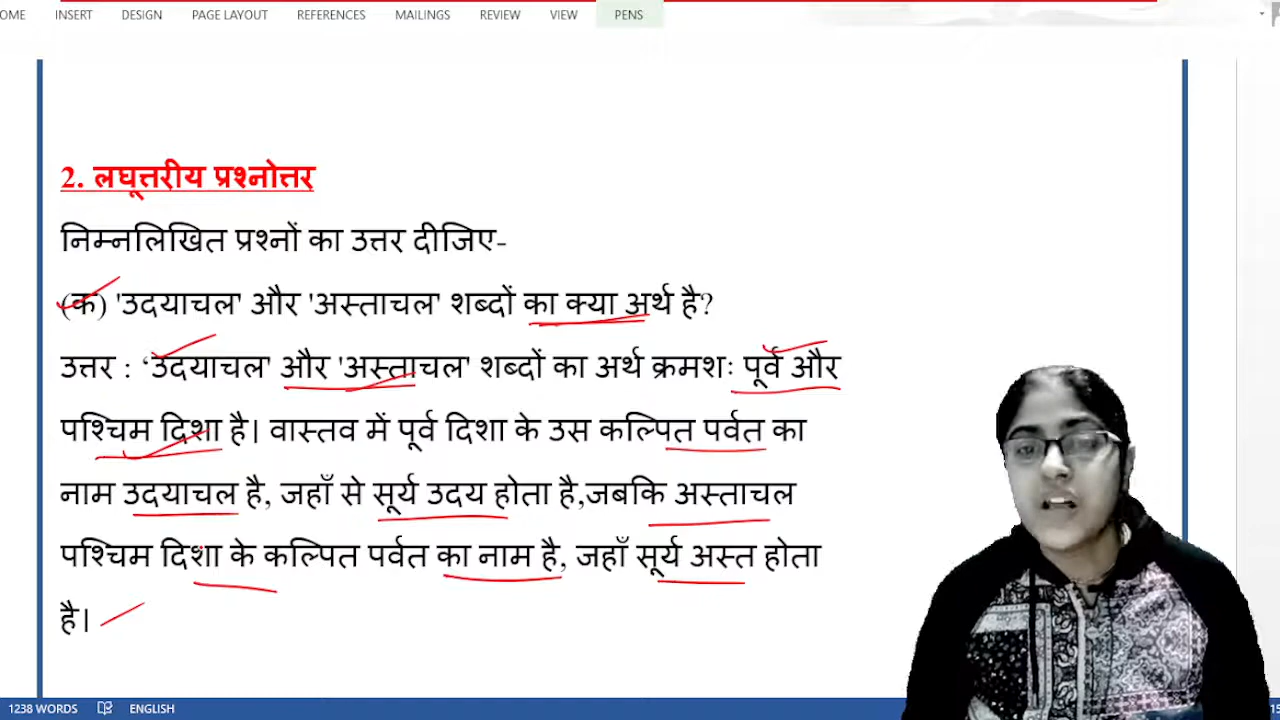 OME INSERT DESIGN PAGE LAYOUT REFERENCES MAILINGS REVIEW VIEW PENS
2. लघूत्तरीय प्रश्नोत्तर
निम्नलिखित प्रश्नों का उत्तर दीजिए-
(क) 'उदयाचल' और 'अस्ताचल' शब्दों का क्या अर्थ है?
उत्तर : ‘उदयाचल' और 'अस्ताचल' शब्दों का अर्थ क्रमशः पूर्व और
पश्चिम दिशा है। वास्तव में पूर्व दिशा के उस कल्पित पर्वत का
नाम उदयाचल है, जहाँ से सूर्य उदय होता है,जबकि अस्ताचल
पश्चिम दिशा के कल्पित पर्वत का नाम है, जहाँ सूर्य अस्त होता
है।
1238 WORDS ENGLISH